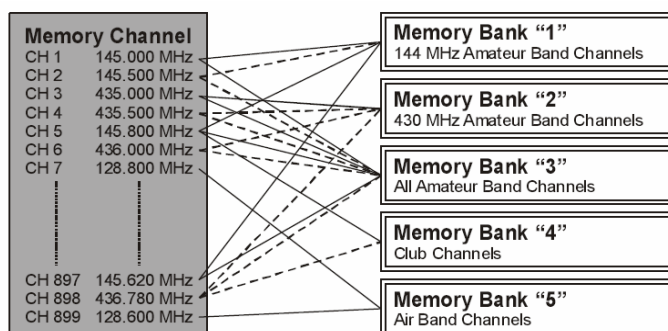 Memory Channel
CH 1 145.000 MHz
CH 2 145.500 MHz
CH 3 435.000 MHz
CH 4 435.500 MHz
CH 5 145.800 MHz
CH 6 436.000 MHz
CH 7 128.800 MHz
CH 897 145.620 MHz
CH 898 436.780 MHz
CH 899 128.600 MHz
Memory Bank “1”
144 MHz Amateur Band Channels
Memory Bank “2”
430 MHz Amateur Band Channels
Memory Bank “3”
All Amateur Band Channels
Memory Bank “4”
Club Channels
Memory Bank “5”
Air Band Channels